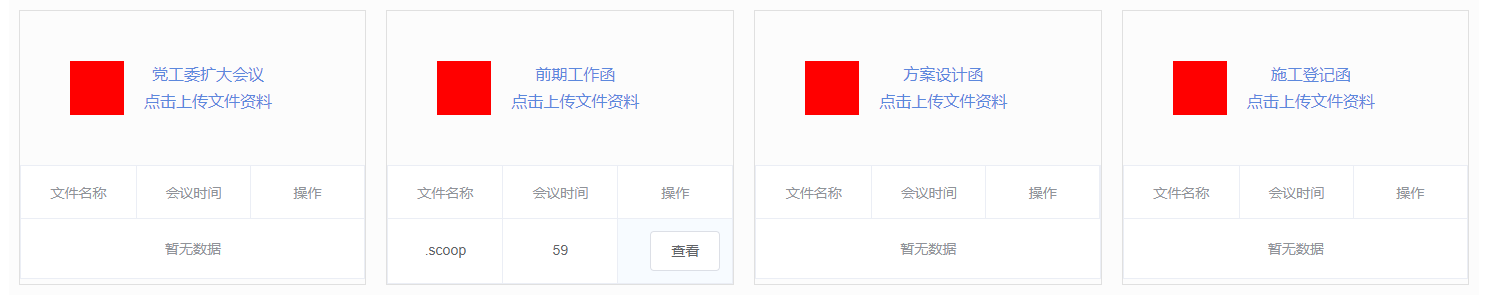 党工委扩大会议
点击上传文件资料
文件名称 会议时间 操作
暂无数据
前期工作函
点击上传文件资料
文件名称 会议时间 操作
.scoop 59 查看
方案设计函
点击上传文件资料
文件名称 会议时间 操作
暂无数据
施工登记函
点击上传文件资料
文件名称 会议时间 操作
暂无数据